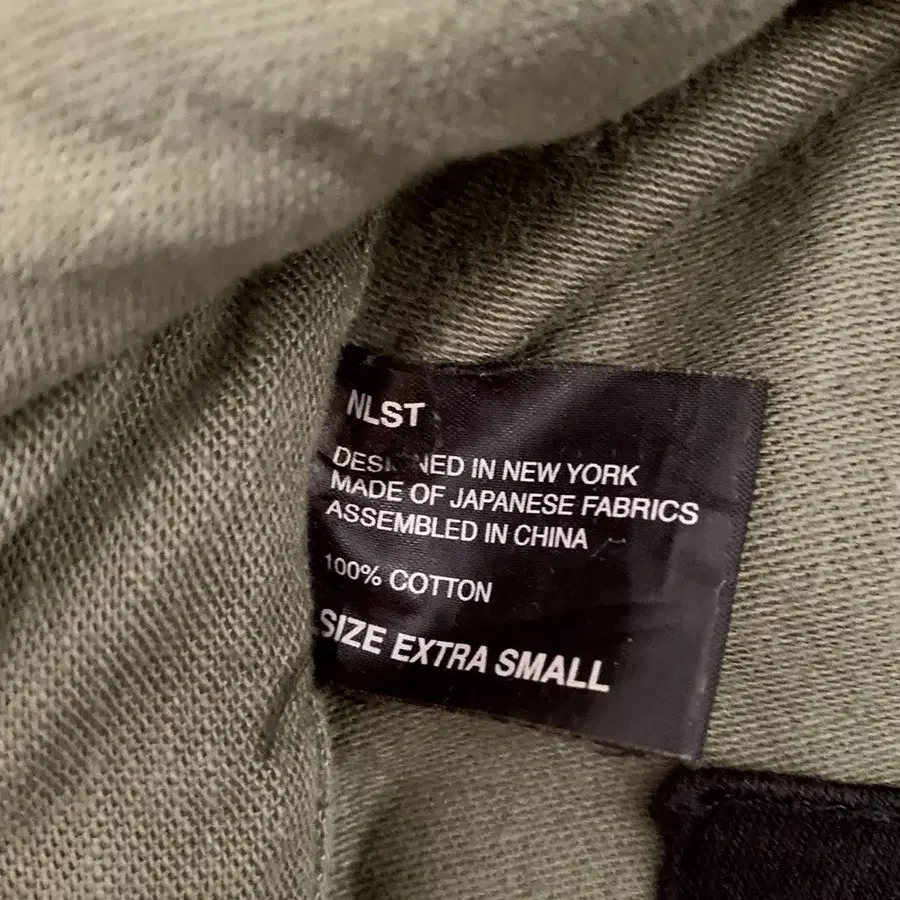 NLST
DESIGNED IN NEW YORK
MADE OF JAPANESE FABRICS
ASSEMBLED IN CHINA
100% COTTON
SIZE EXTRA SMALL